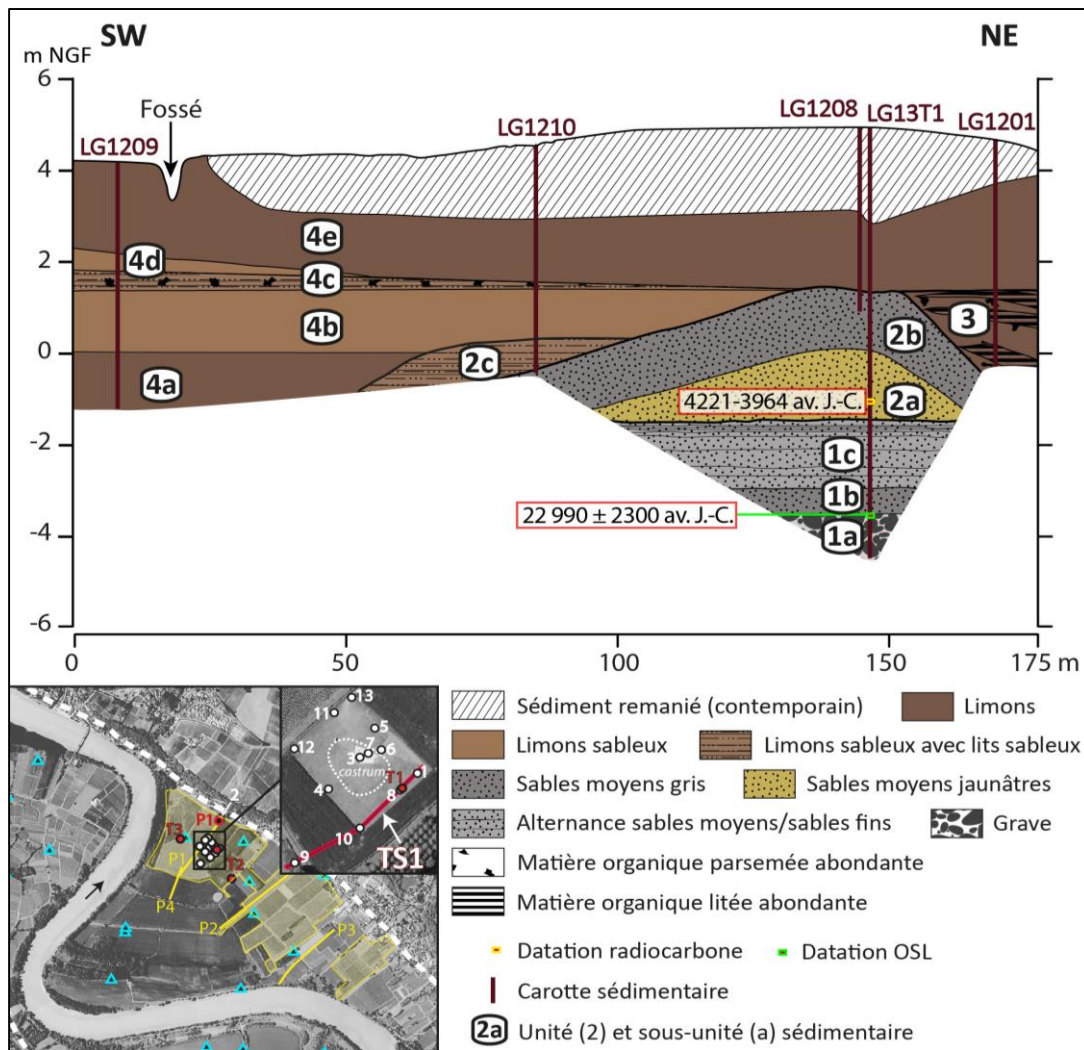 SW
NE
m NGF
6
4
2
0
-2
-4
-6
Fossé
LG1209
LG1210
LG1208
LG13T1
LG1201
4e
4d
4c
4b
4a
2c
2b
3
2a
4221-3964 av. J.-C.
1c
1b
22 990 ± 2300 av. J.-C.
1a
0
50
100
150
175 m
13
11
5
12
7
3
6
castrum
T1
1
4
8
10
TS1
9
2
P1
T3
P1
T2
P4
P2
P3
Sédiment remanié (contemporain)
Limons
Limons sableux
Limons sableux avec lits sableux
Sables moyens gris
Sables moyens jaunâtres
Alternance sables moyens/sables fins
Grave
Matière organique parsemée abondante
Matière organique litée abondante
Datation radiocarbone
Datation OSL
Carotte sédimentaire
2a
Unité (2) et sous-unité (a) sédimentaire